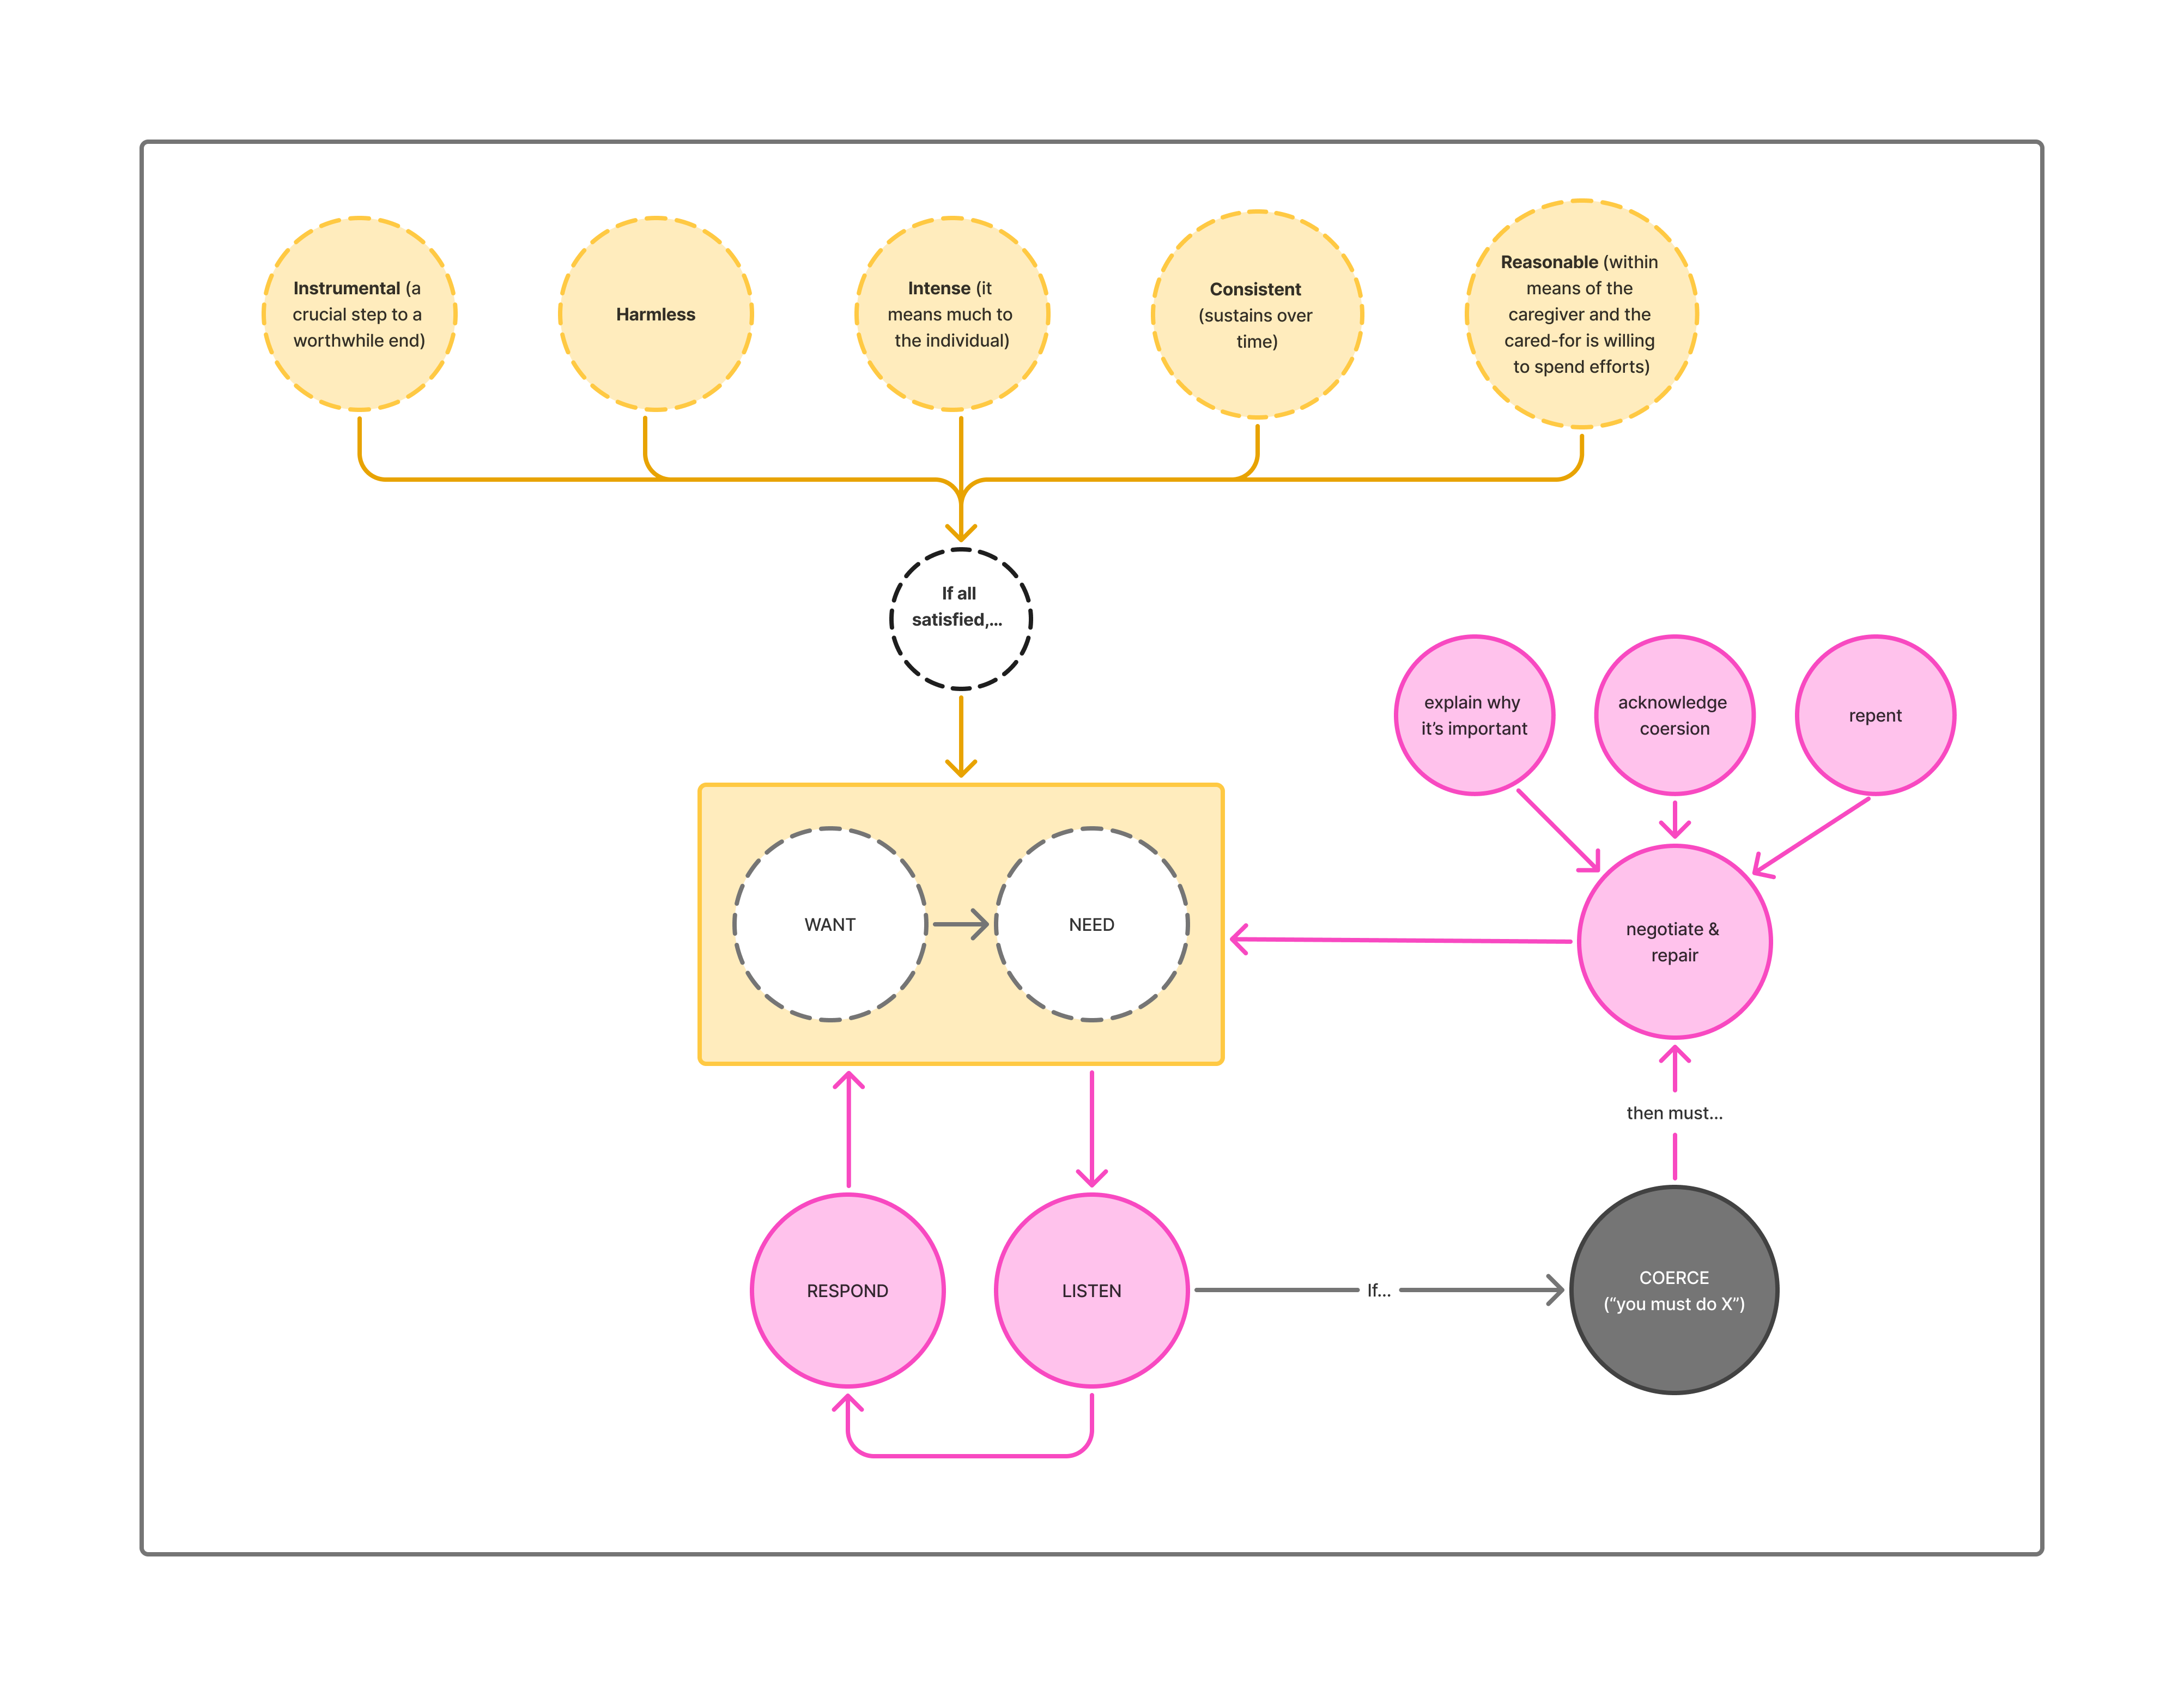 Instrumental (a
crucial step to a
worthwhile end)
Harmless
Intense (it
means much to
the individual)
Consistent
(sustains over
time)
Reasonable (within
means of the
caregiver and the
cared-for is willing
to spend efforts)
If all
satisfied,...
explain why
it's important
acknowledge
coersion
repent
WANT
NEED
negotiate &
repair
then must...
RESPOND
LISTEN
If...
COERCE
(“you must do X”)